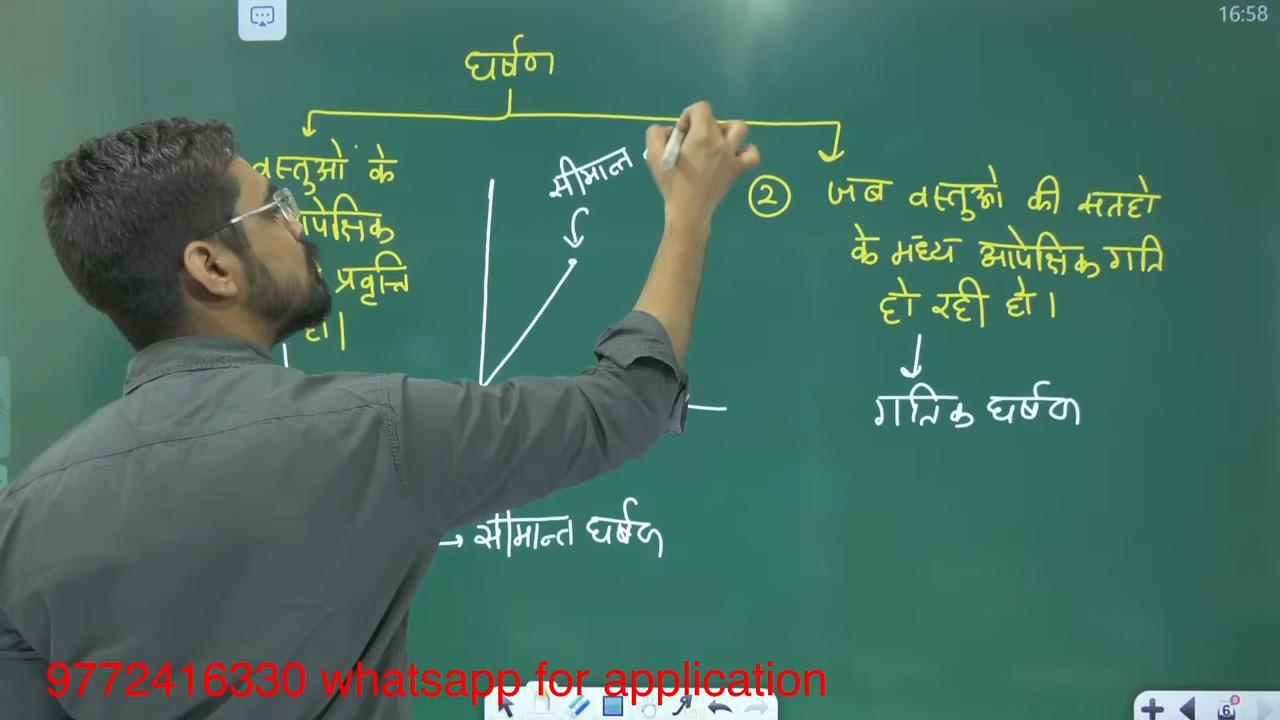 16:58
घर्षण
वस्तुओं के
प्रवृत्ति
हो।
सीमान्त
2 जब वस्तुओ की सतहो
के मध्य आपेक्षिक गति
हो रही हो।
गतिक घर्षण
→ सीमान्त घर्षण
9772416330 whatsapp for application
6